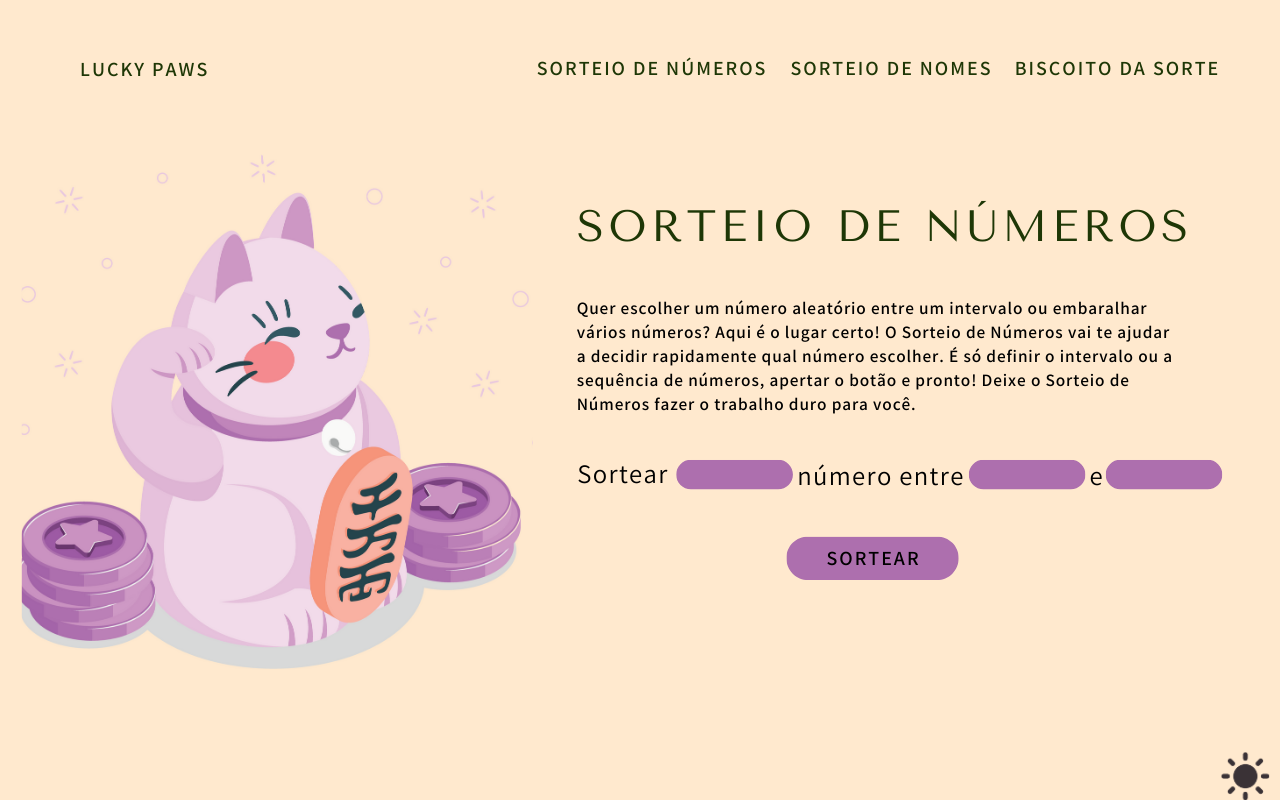 LUCKY PAWS
SORTEIO DE NÚMEROS SORTEIO DE NOMES BISCOITO DA SORTE
SORTEIO DE NÚMEROS
Quer escolher um número aleatório entre um intervalo ou embaralhar
vários números? Aqui é o lugar certo! O Sorteio de Números vai te ajudar
a decidir rapidamente qual número escolher. É só definir o intervalo ou a
sequência de números, apertar o botão e pronto! Deixe o Sorteio de
Números fazer o trabalho duro para você.
Sortear número entre e
SORTEAR